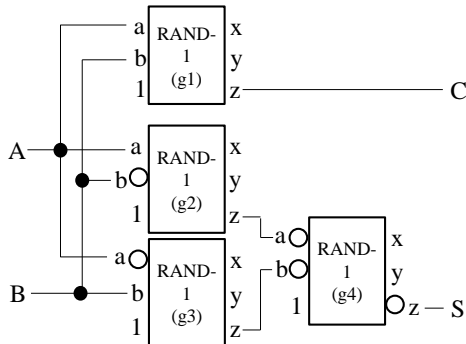 a RAND- x
b 1 y
1 (g1) z C
A a RAND- x
b 1 y
1 (g2) z
a RAND- x
B b 1 y
1 (g3) z
a RAND- x
b 1 y
1 (g4) z S